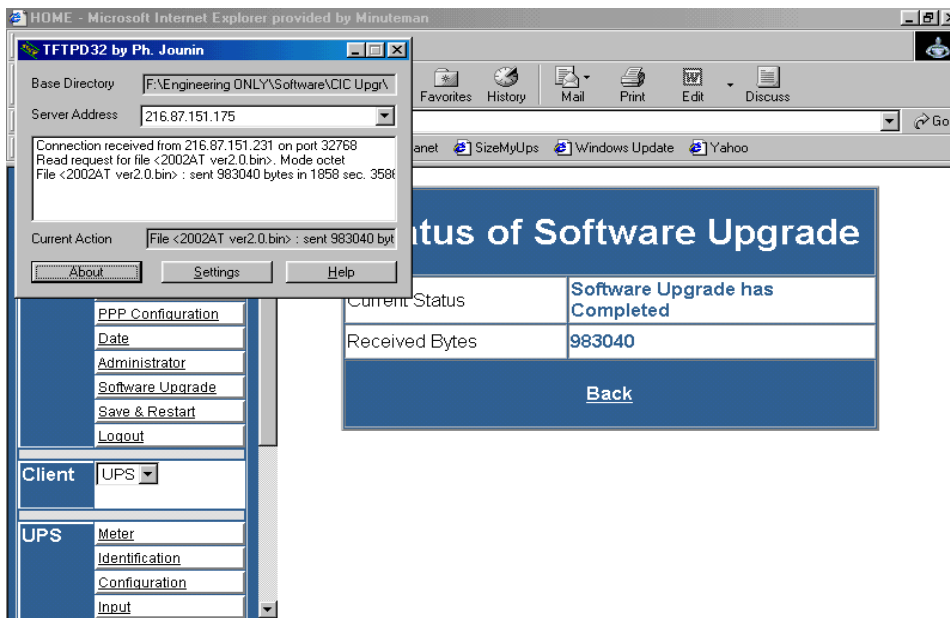 HOME - Microsoft Internet Explorer provided by Minuteman
TFTPD32 by Ph. Jounin
Base Directory F:\Engineering ONLY\Software\CIC Upgr\
Server Address 216.87.151.175
Connection received from 216.87.151.231 on port 32768
Read request for file <2002AT ver2.0.bin>. Mode octet
File <2002AT ver2.0.bin> : sent 983040 bytes in 1858 sec. 358
Current Action File <2002AT ver2.0.bin> : sent 983040 byt
About Settings Help
Favorites History Mail Print Edit Discuss
Go
anet SizeMyUps Windows Update Yahoo
tus of Software Upgrade
Current Status Software Upgrade has
Completed
Received Bytes 983040
Back
PPP Configuration
Date
Administrator
Software Upgrade
Save & Restart
Logout
Client UPS
UPS Meter
Identification
Configuration
Input